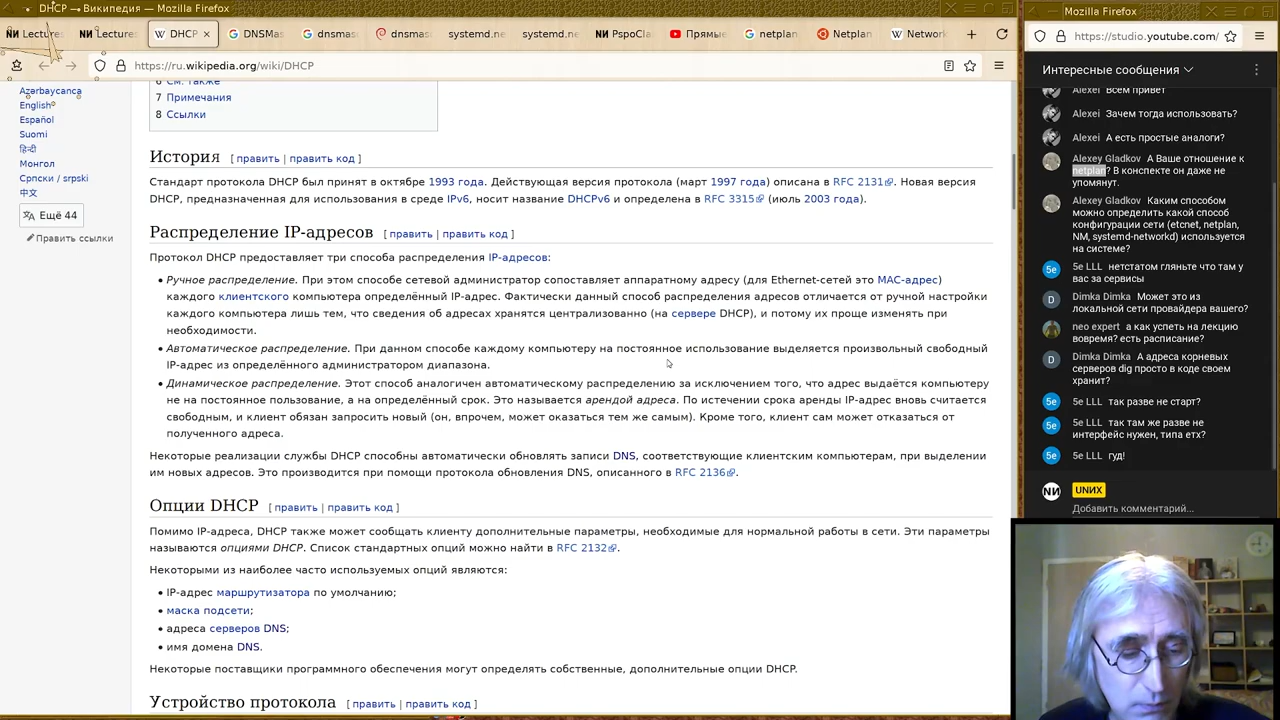 DHCP — Википедия — Mozilla Firefox
Lectures
Lectures
DHCP
DNSMas
dnsmas
dnsmas
systemd.ne
systemd.ne
PspoCla
Прямые
netplan
Netplan
Network
https://ru.wikipedia.org/wiki/DHCP
Azərbaycanca
English
Español
Suomi
हिन्दी
Монгол
Српски / srpski
中文
Ещё 44
Править ссылки
6 См. также
7 Примечания
8 Ссылки
История [ править | править код ]
Стандарт протокола DHCP был принят в октябре 1993 года. Действующая версия протокола (март 1997 года) описана в RFC 2131. Новая версия
DHCP, предназначенная для использования в среде IPv6, носит название DHCPv6 и определена в RFC 3315 (июль 2003 года).
Распределение IP-адресов [ править | править код ]
Протокол DHCP предоставляет три способа распределения IP-адресов:
• Ручное распределение. При этом способе сетевой администратор сопоставляет аппаратному адресу (для Ethernet-сетей это MAC-адрес)
каждого клиентского компьютера определённый IP-адрес. Фактически данный способ распределения адресов отличается от ручной настройки
каждого компьютера лишь тем, что сведения об адресах хранятся централизованно (на сервере DHCP), и потому их проще изменять при
необходимости.
• Автоматическое распределение. При данном способе каждому компьютеру на постоянное использование выделяется произвольный свободный
IP-адрес из определённого администратором диапазона.
• Динамическое распределение. Этот способ аналогичен автоматическому распределению за исключением того, что адрес выдаётся компьютеру
не на постоянное пользование, а на определённый срок. Это называется арендой адреса. По истечении срока аренды IP-адрес вновь считается
свободным, и клиент обязан запросить новый (он, впрочем, может оказаться тем же самым). Кроме того, клиент сам может отказаться от
полученного адреса.
Некоторые реализации службы DHCP способны автоматически обновлять записи DNS, соответствующие клиентским компьютерам, при выделении
им новых адресов. Это производится при помощи протокола обновления DNS, описанного в RFC 2136.
Опции DHCP [ править | править код ]
Помимо IP-адреса, DHCP также может сообщать клиенту дополнительные параметры, необходимые для нормальной работы в сети. Эти параметры
называются опциями DHCP. Список стандартных опций можно найти в RFC 2132.
Некоторыми из наиболее часто используемых опций являются:
• IP-адрес маршрутизатора по умолчанию;
• маска подсети;
• адреса серверов DNS;
• имя домена DNS.
Некоторые поставщики программного обеспечения могут определять собственные, дополнительные опции DHCP.
Устройство протокола [ править | править код ]
Mozilla Firefox
https://studio.youtube.com/
Интересные сообщения
Alexei Всем привет
Alexei Зачем тогда использовать?
Alexei А есть простые аналоги?
Alexey Gladkov А Ваше отношение к
netplan? В конспекте он даже не
упомянут.
Alexey Gladkov Каким способом
можно определить какой способ
конфигурации сети (etcnet, netplan,
NM, systemd-networkd) используется
на системе?
5e LLL нетстатом гляньте что там у
вас за сервисы
Dimka Dimka Может это из
локальной сети провайдера вашего?
neo expert а как успеть на лекцию
вовремя? есть расписание?
Dimka Dimka А адреса корневых
серверов dig просто в коде своем
хранит?
5e LLL так разве не старт?
5e LLL так там же разве не
интерфейс нужен, типа етх?
5e LLL гуд!
UNИX
Добавить комментарий...